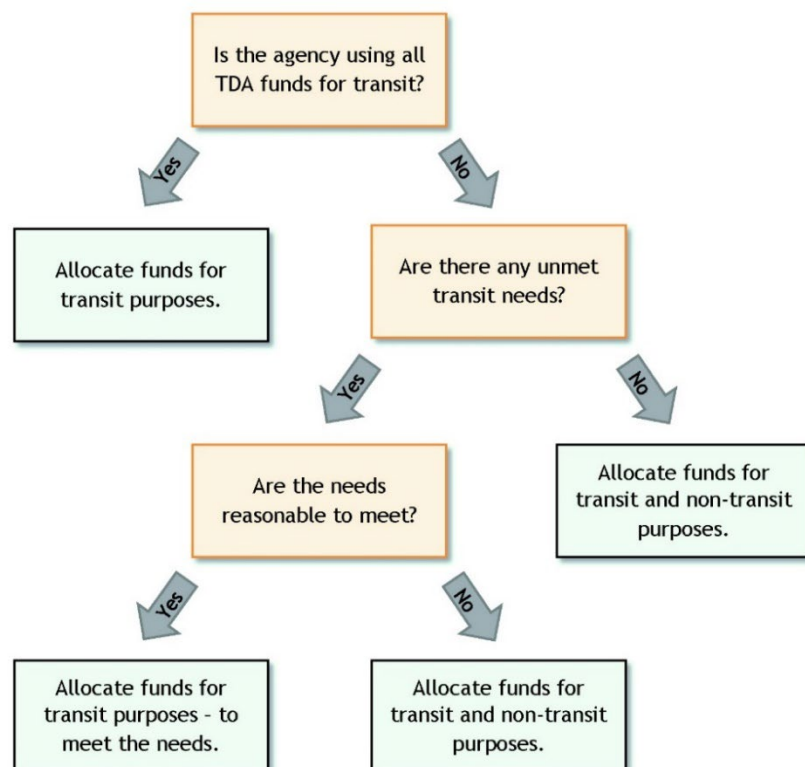 Is the agency using all
TDA funds for transit?
Yes
No
Allocate funds for
transit purposes.
Are there any unmet
transit needs?
Yes
No
Are the needs
reasonable to meet?
Allocate funds for
transit and non-transit
purposes.
Yes
No
Allocate funds for
transit purposes - to
meet the needs.
Allocate funds for
transit and non-transit
purposes.